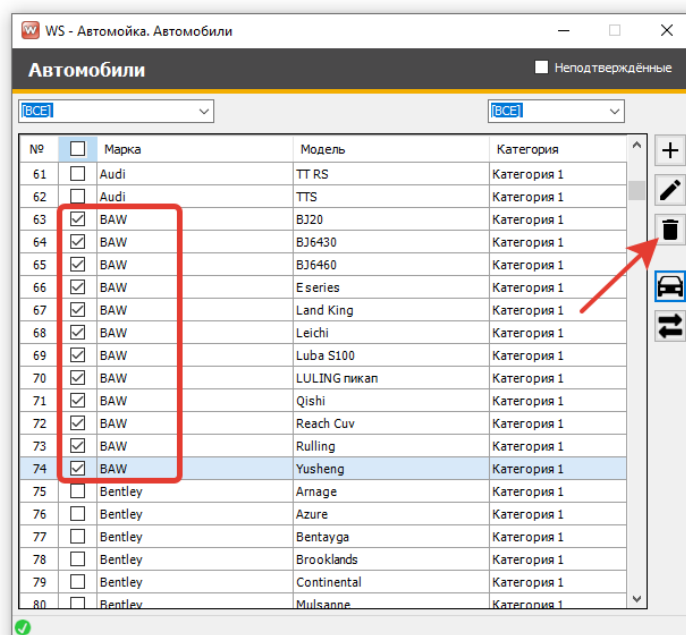 WS - Автомойка. Автомобили
Автомобили Неподтверждённые
[ВСЕ] [ВСЕ]
№ Марка Модель Категория
61 Audi TT RS Категория 1
62 Audi TTS Категория 1
63 BAW BJ20 Категория 1
64 BAW BJ6430 Категория 1
65 BAW BJ6460 Категория 1
66 BAW E series Категория 1
67 BAW Land King Категория 1
68 BAW Leichi Категория 1
69 BAW Luba S100 Категория 1
70 BAW LULING пикап Категория 1
71 BAW Qishi Категория 1
72 BAW Reach Cuv Категория 1
73 BAW Rulling Категория 1
74 BAW Yusheng Категория 1
75 Bentley Arnage Категория 1
76 Bentley Azure Категория 1
77 Bentley Bentayga Категория 1
78 Bentley Brooklands Категория 1
79 Bentley Continental Категория 1
80 Bentley Mulsanne Категория 1